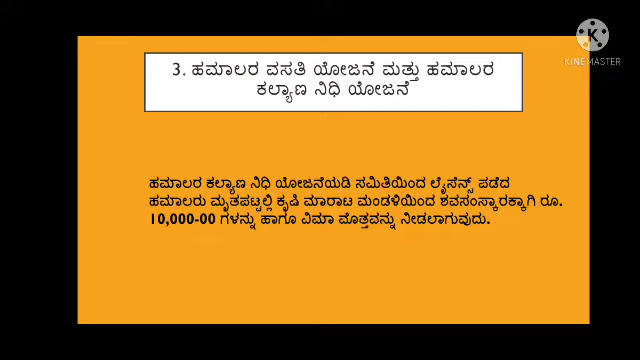 K
KINEMASTER
3. ಹಮಾಲರ ವಸತಿ ಯೋಜನೆ ಮತ್ತು ಹಮಾಲರ
ಕಲ್ಯಾಣ ನಿಧಿ ಯೋಜನೆ
ಹಮಾಲರ ಕಲ್ಯಾಣ ನಿಧಿ ಯೋಜನೆಯಡಿ ಸಮಿತಿಯಿಂದ ಲೈಸೆನ್ಸ್ ಪಡೆದ
ಹಮಾಲರು ಮೃತಪಟ್ಟಲ್ಲಿ ಕೃಷಿ ಮಾರಾಟ ಮಂಡಳಿಯಿಂದ ಶವಸಂಸ್ಕಾರಕ್ಕಾಗಿ ರೂ.
10,000-00 ಗಳನ್ನು ಹಾಗೂ ವಿಮಾ ಮೊತ್ತವನ್ನು ನೀಡಲಾಗುವುದು.